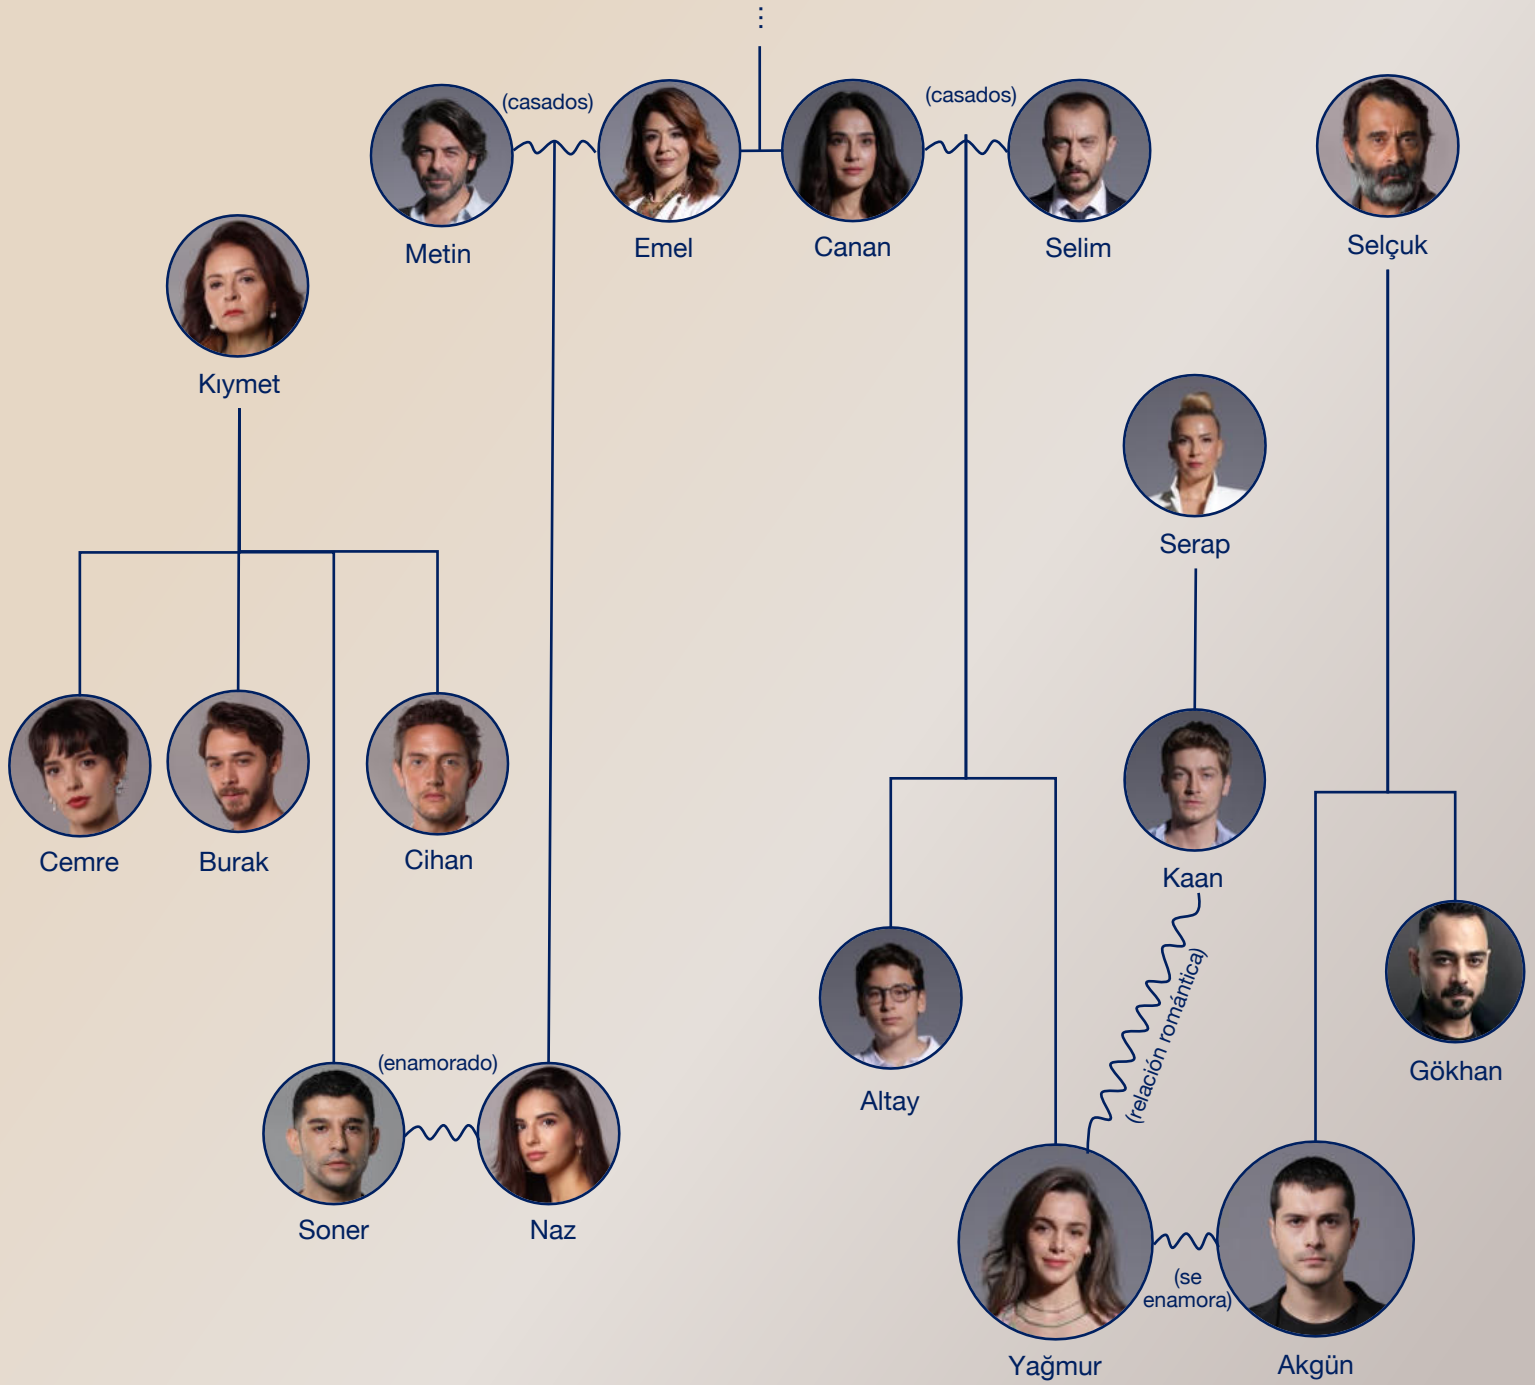 ⋮
(casados)
(casados)
Metin
Emel
Canan
Selim
Selçuk
Kıymet
Serap
Cemre
Burak
Cihan
Kaan
(relación romántica)
Altay
Gökhan
(enamorado)
Soner
Naz
(se
enamora)
Yağmur
Akgün